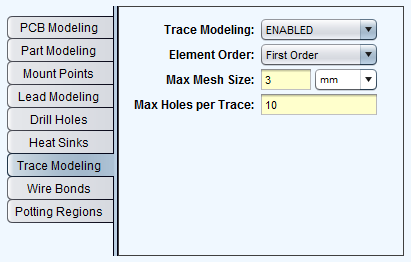 PCB Modeling
Part Modeling
Mount Points
Lead Modeling
Drill Holes
Heat Sinks
Trace Modeling
Wire Bonds
Potting Regions
Trace Modeling: ENABLED
Element Order: First Order
Max Mesh Size: 3 mm
Max Holes per Trace: 10